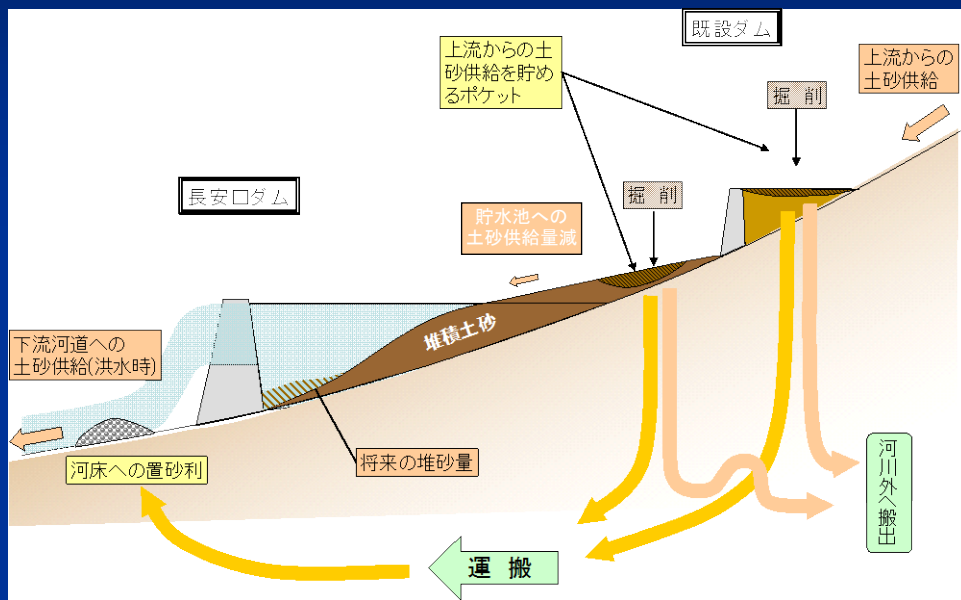 既設ダム
上流からの土
砂供給を貯め
るポケット
上流からの
土砂供給
掘 削
長安口ダム
掘 削
貯水池への
土砂供給量減
堆積土砂
下流河道への
土砂供給(洪水時)
将来の堆砂量
河床への置砂利
河川外へ搬出
運 搬